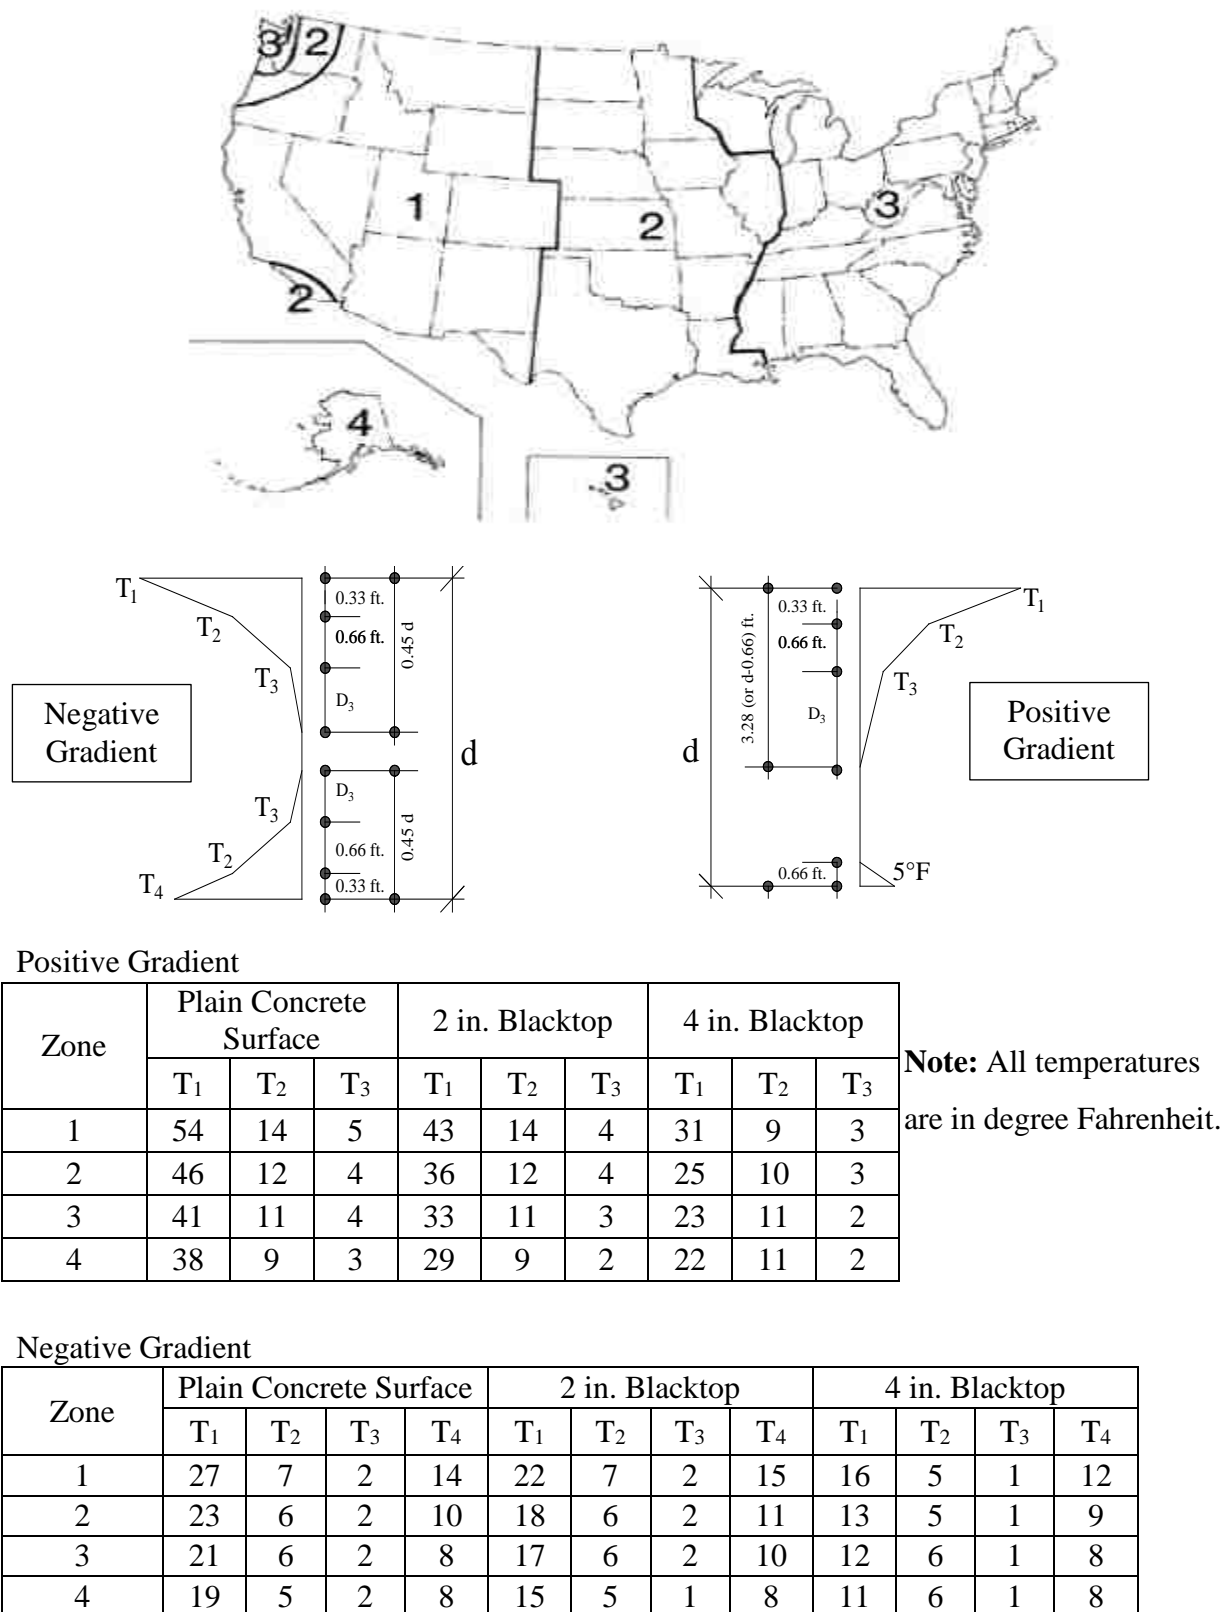 3 2
1
2
3
2
4
3
T1
T2
T3
Negative
Gradient
T3
T2
T4
0.33 ft.
0.66 ft.
D3
0.45 d
D3
0.66 ft.
0.33 ft.
0.45 d
d
d
3.28 (or d-0.66) ft.
0.33 ft.
0.66 ft.
D3
0.66 ft.
T1
T2
T3
5°F
Positive
Gradient
Positive Gradient
Zone Plain Concrete Surface 2 in. Blacktop 4 in. Blacktop
T1 T2 T3 T1 T2 T3 T1 T2 T3
1 54 14 5 43 14 4 31 9 3
2 46 12 4 36 12 4 25 10 3
3 41 11 4 33 11 3 23 11 2
4 38 9 3 29 9 2 22 11 2
Note: All temperatures
are in degree Fahrenheit.
Negative Gradient
Zone Plain Concrete Surface 2 in. Blacktop 4 in. Blacktop
T1 T2 T3 T4 T1 T2 T3 T4 T1 T2 T3 T4
1 27 7 2 14 22 7 2 15 16 5 1 12
2 23 6 2 10 18 6 2 11 13 5 1 9
3 21 6 2 8 17 6 2 10 12 6 1 8
4 19 5 2 8 15 5 1 8 11 6 1 8